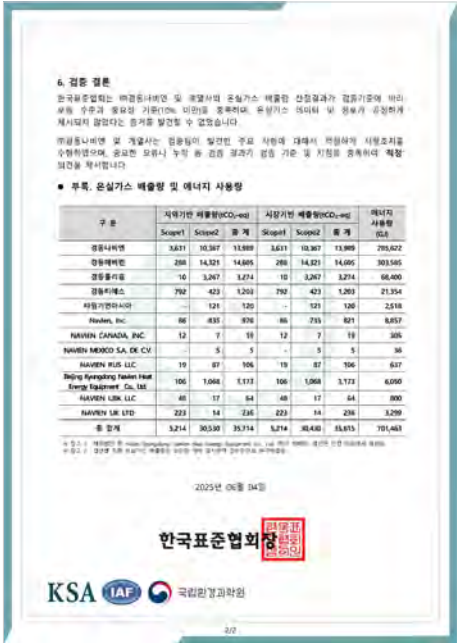 6. 검증 결론
한국표준협회는 ㈜경동나비엔 및 계열사의 온실가스 배출량 산정결과가 검증기준에 따라
보증 수준과 중요성 기준(10% 미만)을 충족하며, 온실가스 데이터 및 정보가 공정하게
제시되지 않았다는 증거를 발견할 수 없었습니다.
㈜경동나비엔 및 계열사는 검증팀이 발견한 주요 사항에 대해서 적절하게 시정조치를
수행하였으며, 중요한 오류나 누락 등 검증 결과가 검증 기준 및 지침을 충족하여 "적정"
의견을 제시합니다.
● 부록. 온실가스 배출량 및 에너지 사용량
구 분 지역기반 배출량(tCO₂-eq) 시장기반 배출량(tCO₂-eq) 에너지 사용량 (GJ)
Scope1 Scope2 총 계 Scope1 Scope2 총 계
경동나비엔 3,631 10,367 13,989 3,631 10,367 13,989 285,622
경동에버런 288 14,321 14,605 288 14,321 14,605 303,565
경동폴리움 10 3,267 3,274 10 3,267 3,274 68,400
경동티에스 792 423 1,203 792 423 1,203 21,354
- 121 120 - 121 120 2,518
Navien, Inc. 86 835 920 86 735 821 8,857
NAVIEN CANADA, INC. 12 7 19 12 7 19 305
NAVIEN MEXICO S.A. DE C.V. - 5 5 - 5 5 36
NAVIEN RUS LLC 19 87 106 19 87 106 637
Beijing Kyungdong Navien Heat Energy Equipment Co., Ltd. 106 1,068 1,173 106 1,068 1,173 6,050
NAVIEN UBK LLC 48 17 64 48 17 64 800
NAVIEN UK LTD 223 14 236 223 14 236 3,299
총 합계 5,214 30,530 35,714 5,214 30,430 35,615 701,463
2025년 06월 04일
한국표준협회장
KSA IAF 국립환경과학원
2/2